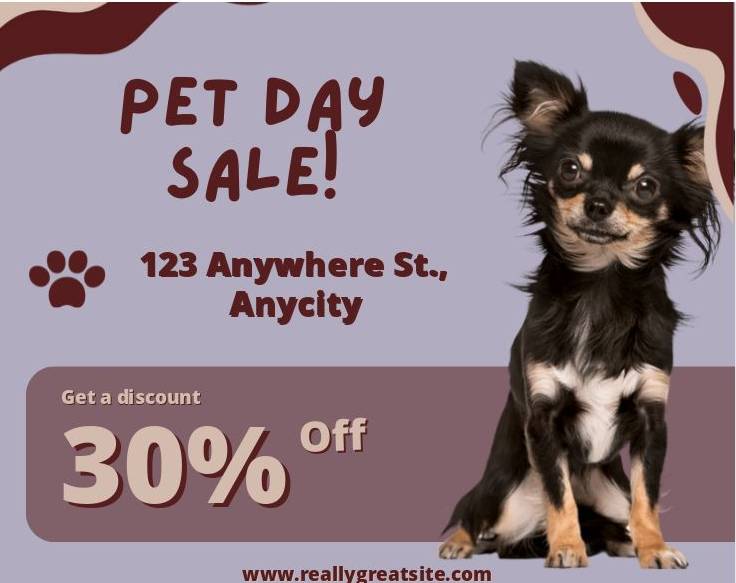 PET DAY
SALE!
123 Anywhere St.,
Anycity
Get a discount
30% Off
www.reallygreatsite.com